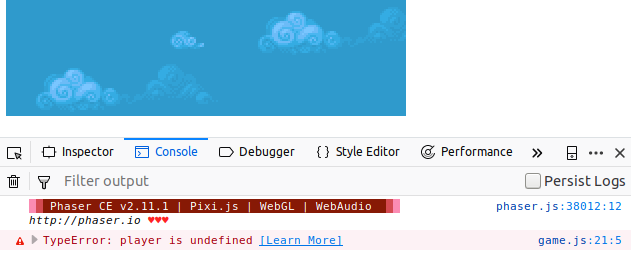 Inspector Console Debugger Style Editor Performance
Filter output Persist Logs
Phaser CE v2.11.1 | Pixi.js | WebGL | WebAudio phaser.js:38012:12
http://phaser.io ♥♥♥
TypeError: player is undefined [Learn More] game.js:21:5